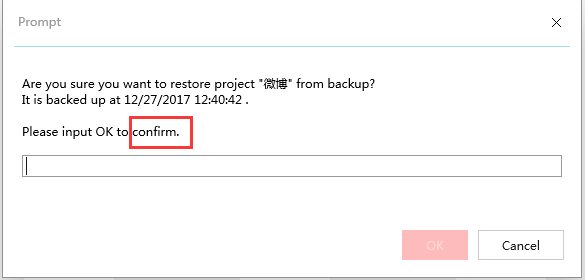 Prompt
Are you sure you want to restore project "微博" from backup?
It is backed up at 12/27/2017 12:40:42 .
Please input OK to confirm.
OK
Cancel